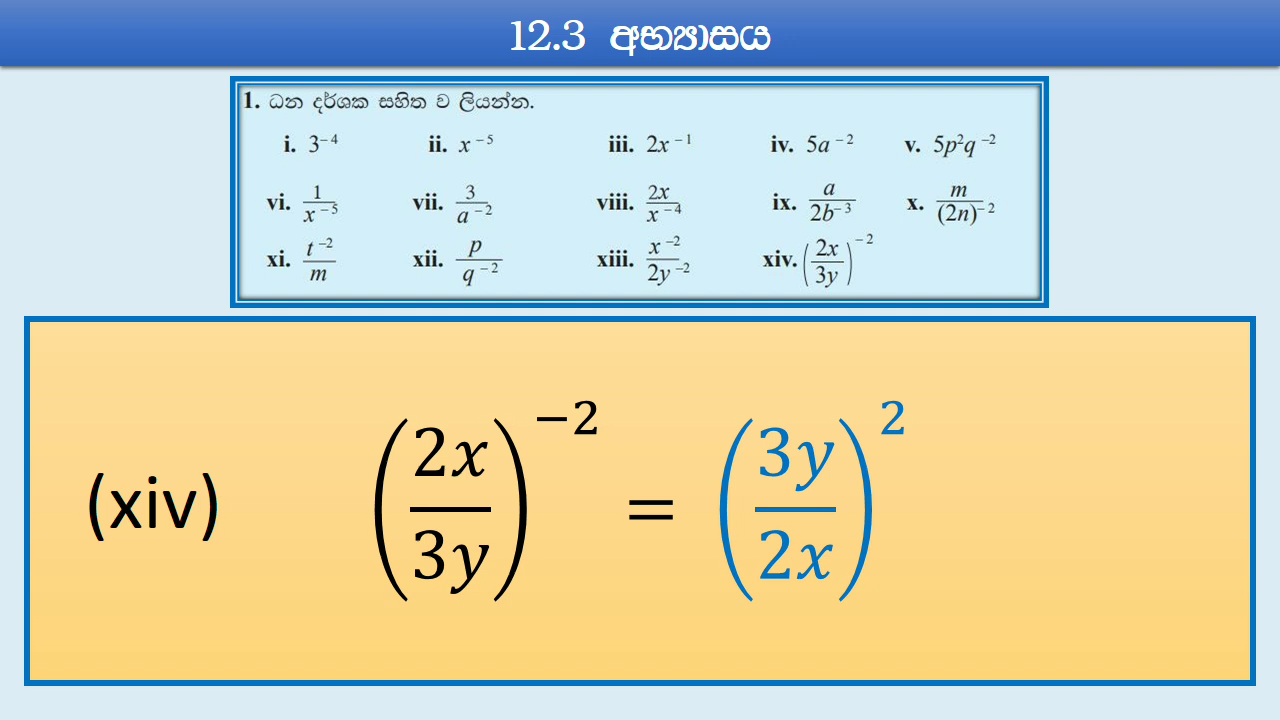 12.3 අභ්‍යාසය
1. ධන දර්ශක සහිත ව ලියන්න.
i. 3⁻⁴ ii. x⁻⁵ iii. 2x⁻¹ iv. 5a⁻² v. 5p²q⁻²
vi. 1/x⁻⁵ vii. 3/a⁻² viii. 2x/x⁻⁴ ix. a/2b⁻³ x. m/(2n)⁻²
xi. t⁻²/m xii. p/q⁻² xiii. x⁻²/2y⁻² xiv. (2x/3y)⁻²
(xiv) (2x/3y)⁻² = (3y/2x)²